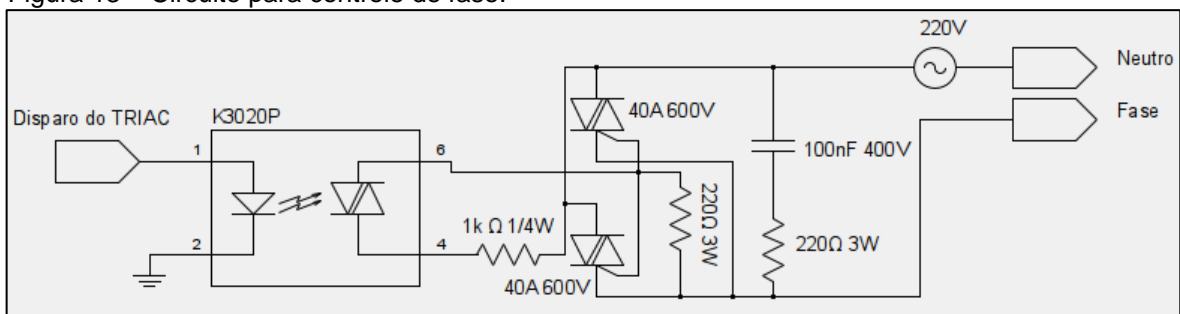 Figura – Circuito para controle de fase.
220V
Neutro
Fase
Disparo do TRIAC
K3020P
1
2
6
4
1k Ω 1/4W
40A 600V
40A 600V
220Ω 3W
100nF 400V
220Ω 3W